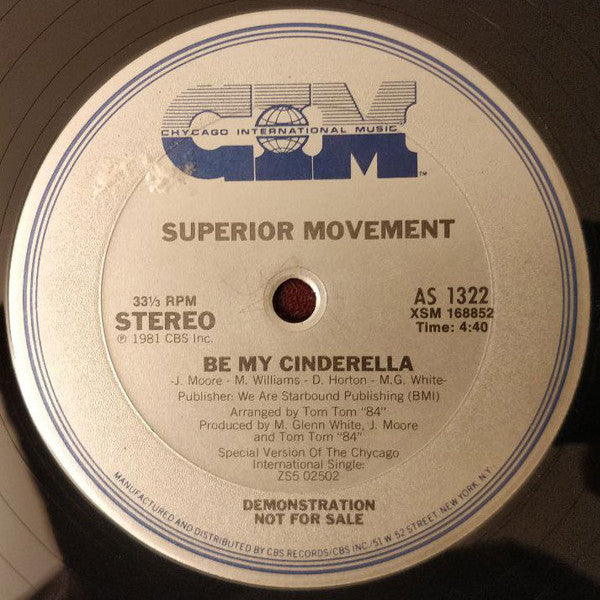 CIM
CHYCAGO INTERNATIONAL MUSIC
TM
SUPERIOR MOVEMENT
33⅓ RPM
STEREO
℗ 1981 CBS Inc.
AS 1322
XSM 168852
Time: 4:40
BE MY CINDERELLA
-J. Moore - M. Williams - D. Horton - M.G. White-
Publisher: We Are Starbound Publishing (BMI)
Arranged by Tom Tom "84"
Produced by M. Glenn White, J. Moore
and Tom Tom "84"
Special Version Of The Chycago
International Single:
ZS5 02502
DEMONSTRATION
NOT FOR SALE
MANUFACTURED AND DISTRIBUTED BY CBS RECORDS/CBS INC./51 W 52 STREET, NEW YORK, N.Y.